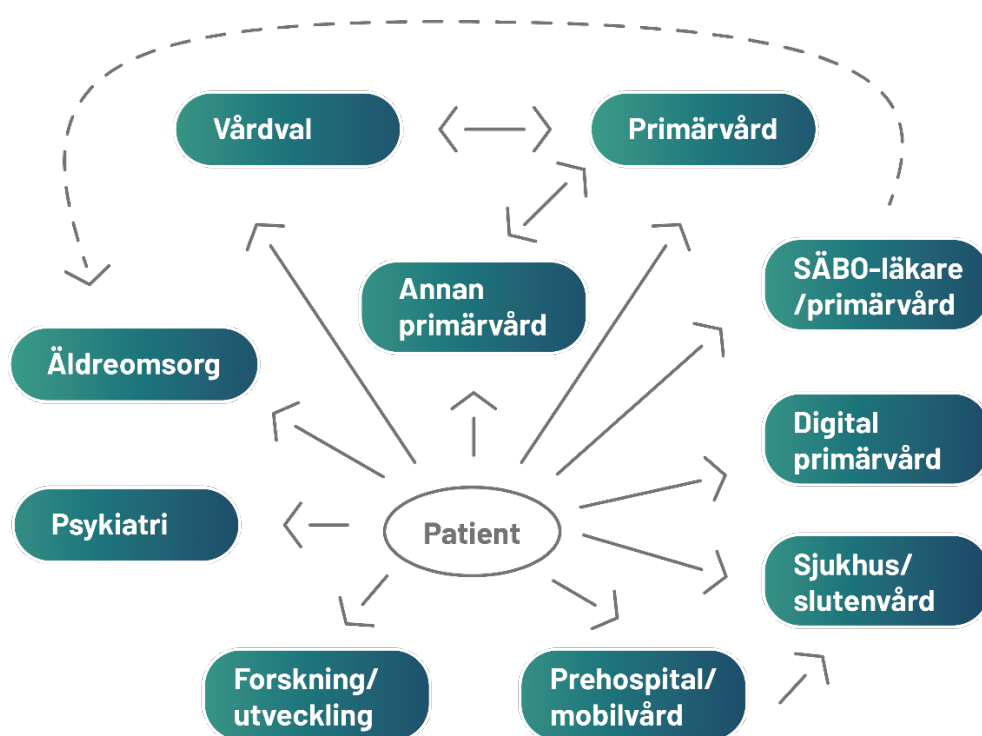 Vårdval
Primärvård
Annan
primärvård
SÄBO-läkare
/primärvård
Äldreomsorg
Digital
primärvård
Psykiatri
Patient
Sjukhus/
slutenvård
Forskning/
utveckling
Prehospital/
mobilvård